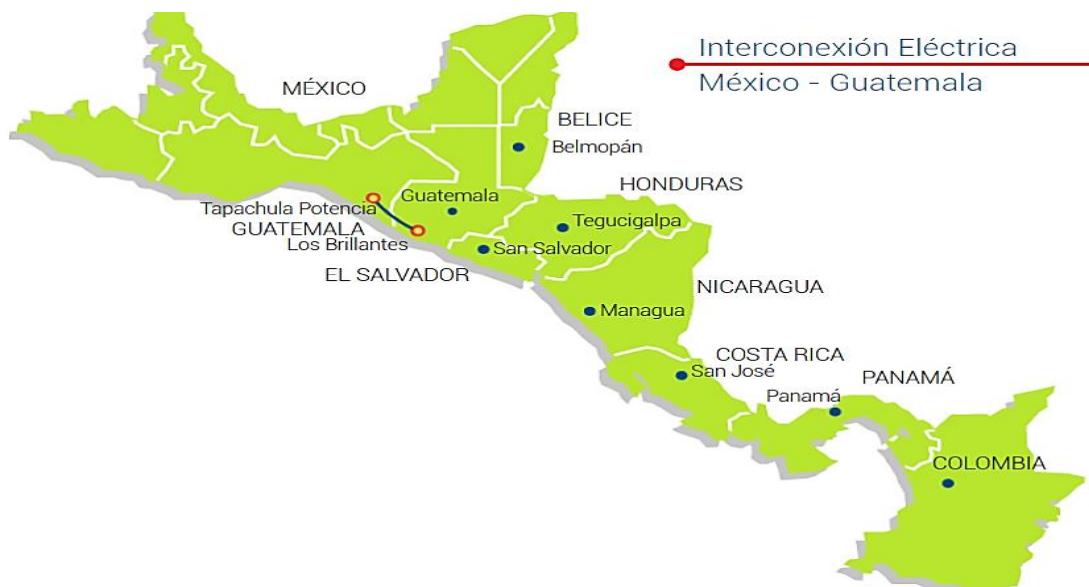 Interconexión Eléctrica
México - Guatemala
MÉXICO
BELICE
Belmopán
HONDURAS
Guatemala
Tapachula Potencia
Tegucigalpa
GUATEMALA
Los Brillantes
San Salvador
EL SALVADOR
NICARAGUA
Managua
COSTA RICA
San José
PANAMÁ
Panamá
COLOMBIA